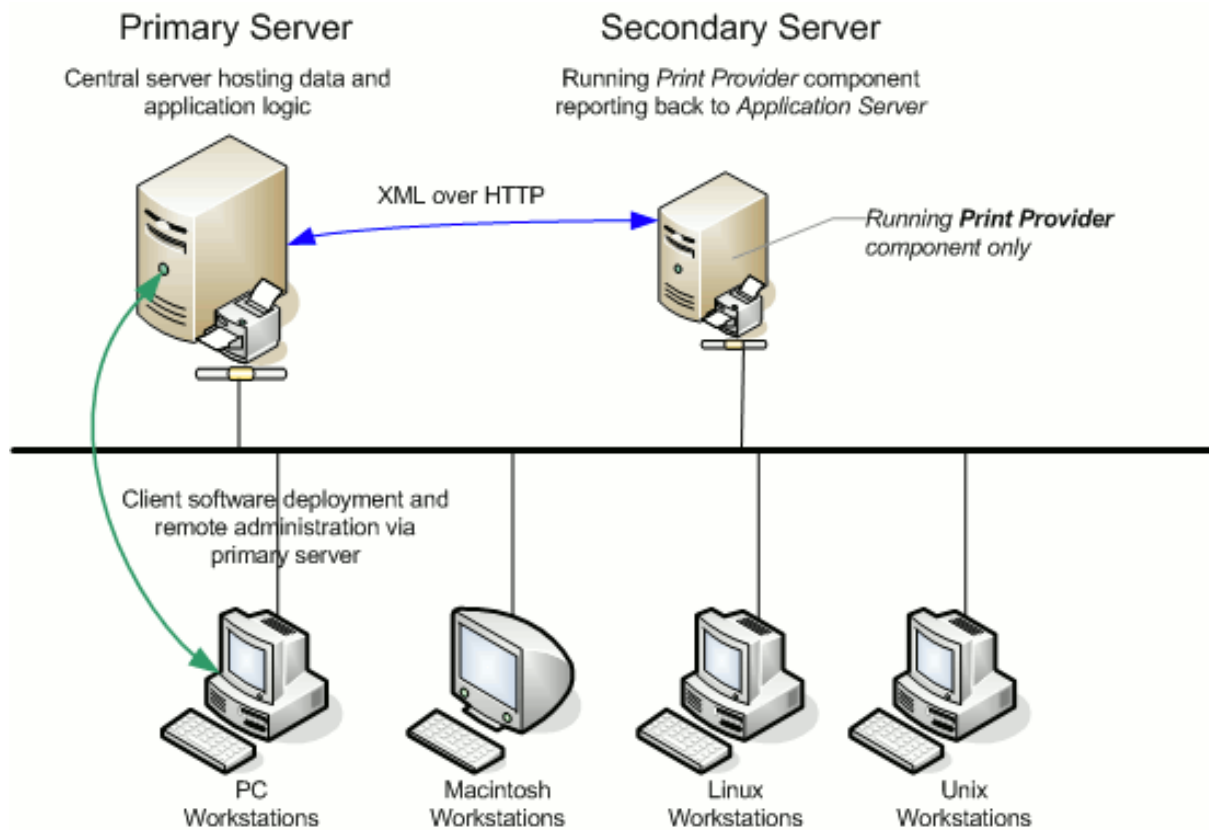 Primary Server
Central server hosting data and
application logic
Secondary Server
Running Print Provider component
reporting back to Application Server
XML over HTTP
Running Print Provider
component only
Client software deployment and
remote administration via
primary server
PC
Workstations
Macintosh
Workstations
Linux
Workstations
Unix
Workstations